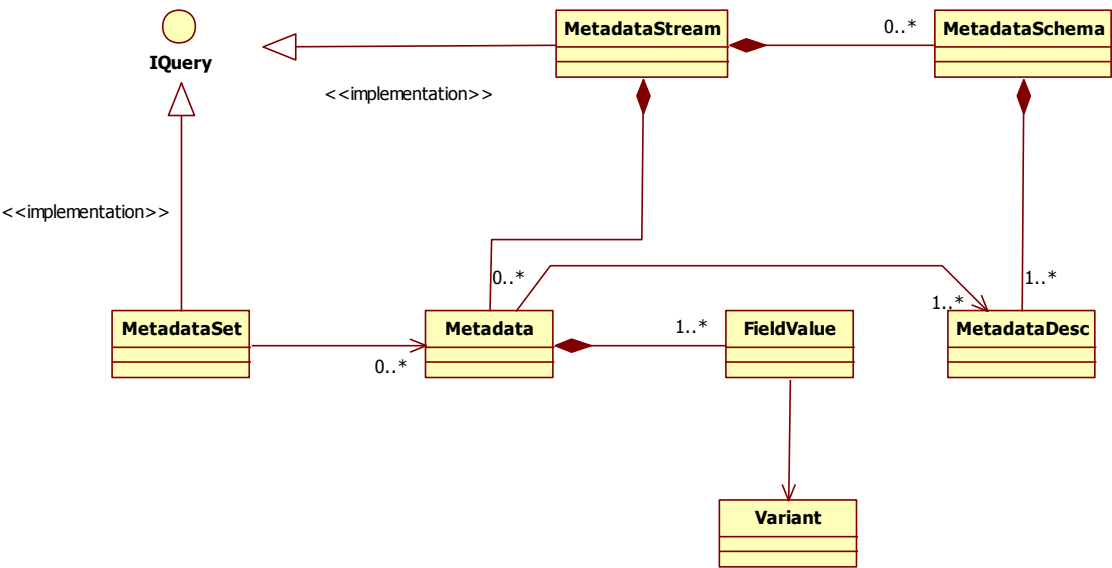 MetadataStream
0..*
MetadataSchema
IQuery
<<implementation>>
<<implementation>>
0..*
1..*
1..*
MetadataSet
0..*
Metadata
1..*
FieldValue
MetadataDesc
Variant